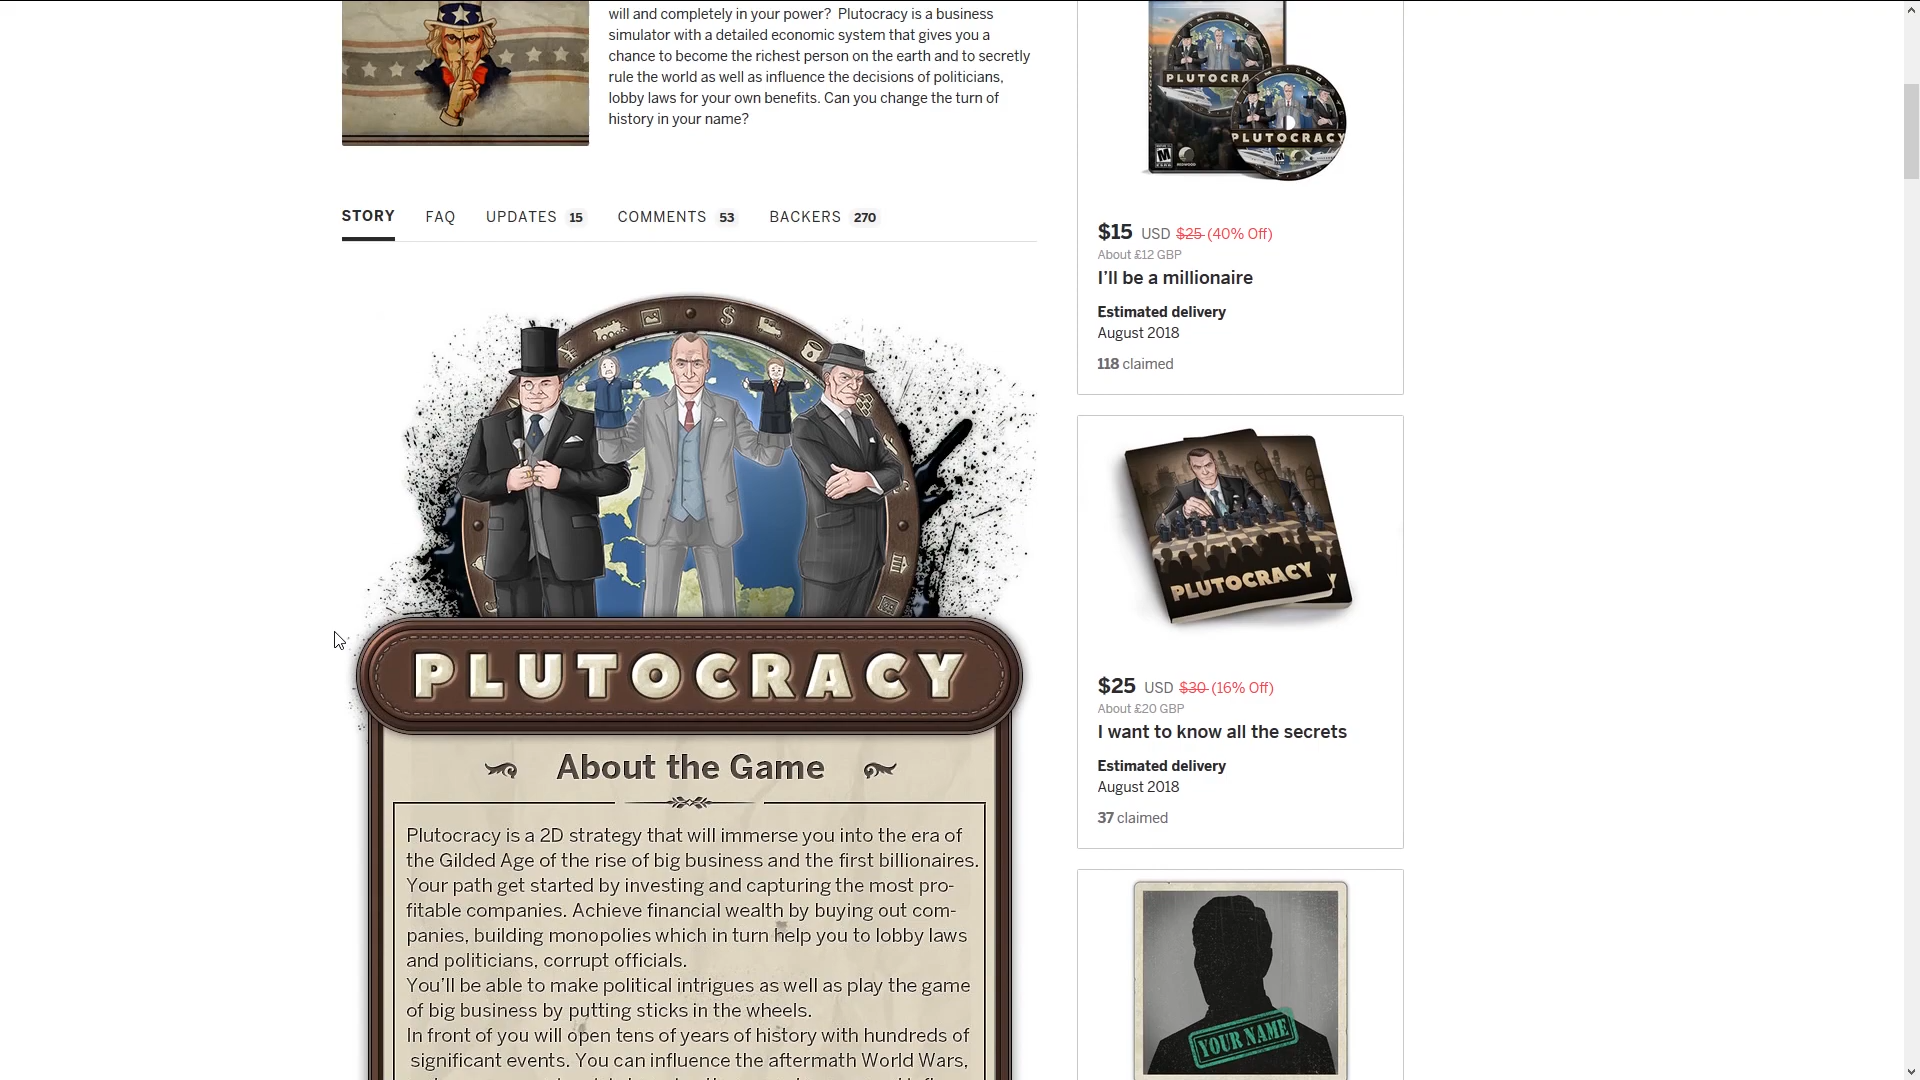 will and completely in your power?  Plutocracy is a business
simulator with a detailed economic system that gives you a
chance to become the richest person on the earth and to secretly
rule the world as well as influence the decisions of politicians,
lobby laws for your own benefits. Can you change the turn of
history in your name?
STORY FAQ UPDATES 15 COMMENTS 53 BACKERS 270
PLUTOCRACY
About the Game
Plutocracy is a 2D strategy that will immerse you into the era of
the Gilded Age of the rise of big business and the first billionaires.
Your path get started by investing and capturing the most pro-
fitable companies. Achieve financial wealth by buying out com-
panies, building monopolies which in turn help you to lobby laws
and politicians, corrupt officials.
You'll be able to make political intrigues as well as play the game
of big business by putting sticks in the wheels.
In front of you will open tens of years of history with hundreds of
significant events. You can influence the aftermath World Wars,
PLUTOCRA
PLUTOCRACY
M
$15 USD $25 (40% Off)
About £12 GBP
I'll be a millionaire
Estimated delivery
August 2018
118 claimed
PLUTOCRACY
Y
$25 USD $30 (16% Off)
About £20 GBP
I want to know all the secrets
Estimated delivery
August 2018
37 claimed
YOUR NAME